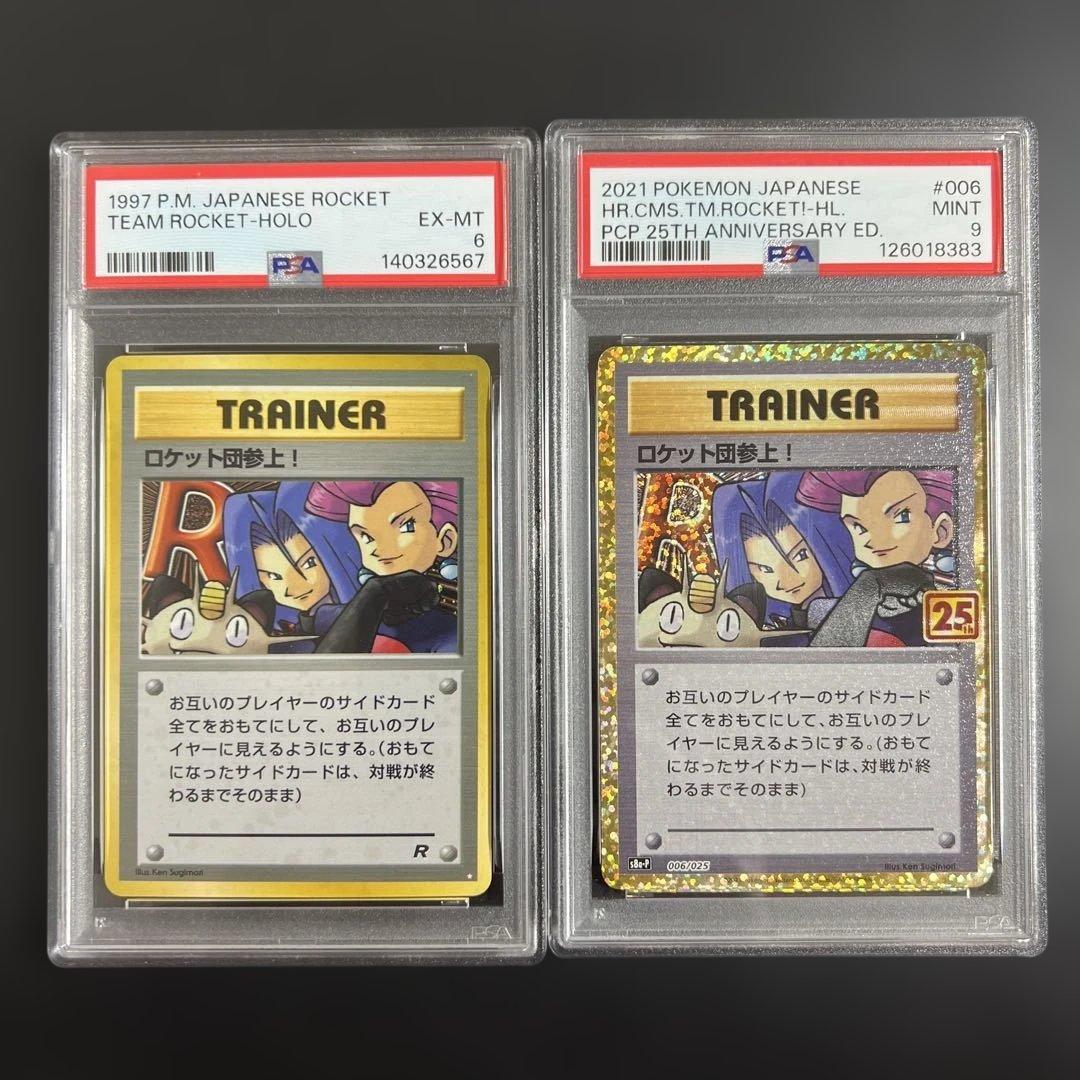 1997 P.M. JAPANESE ROCKET
TEAM ROCKET-HOLO
EX-MT
6
PSA
140326567
TRAINER
ロケット団参上!
R
お互いのプレイヤーのサイドカード
全てをおもてにして、お互いのプレ
イヤーに見えるようにする。(おもて
になったサイドカードは、対戦が終
わるまでそのまま)
R
Illus. Ken Sugimori
PSA
2021 POKEMON JAPANESE
#006
HR.CMS.TM.ROCKET!-HL.
MINT
PCP 25TH ANNIVERSARY ED.
9
PSA
126018383
TRAINER
ロケット団参上!
R
25th
お互いのプレイヤーのサイドカード
全てをおもてにして、お互いのプレ
イヤーに見えるようにする。(おもて
になったサイドカードは、対戦が終
わるまでそのまま)
s8a-P
006/025
Illus. Ken Sugimori
PSA